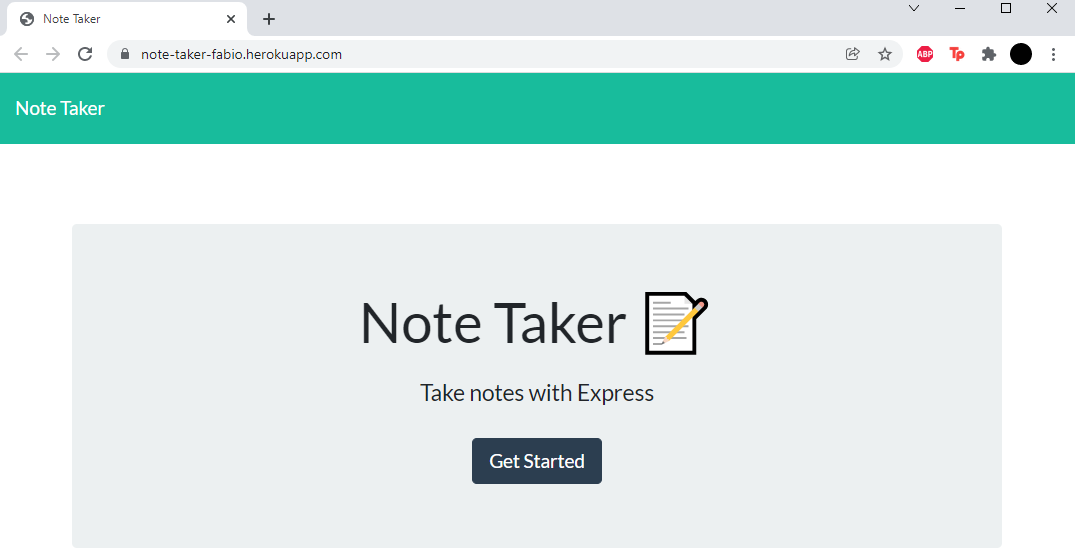 Note Taker
note-taker-fabio.herokuapp.com
ABP
Tp
Note Taker
Note Taker
Take notes with Express
Get Started